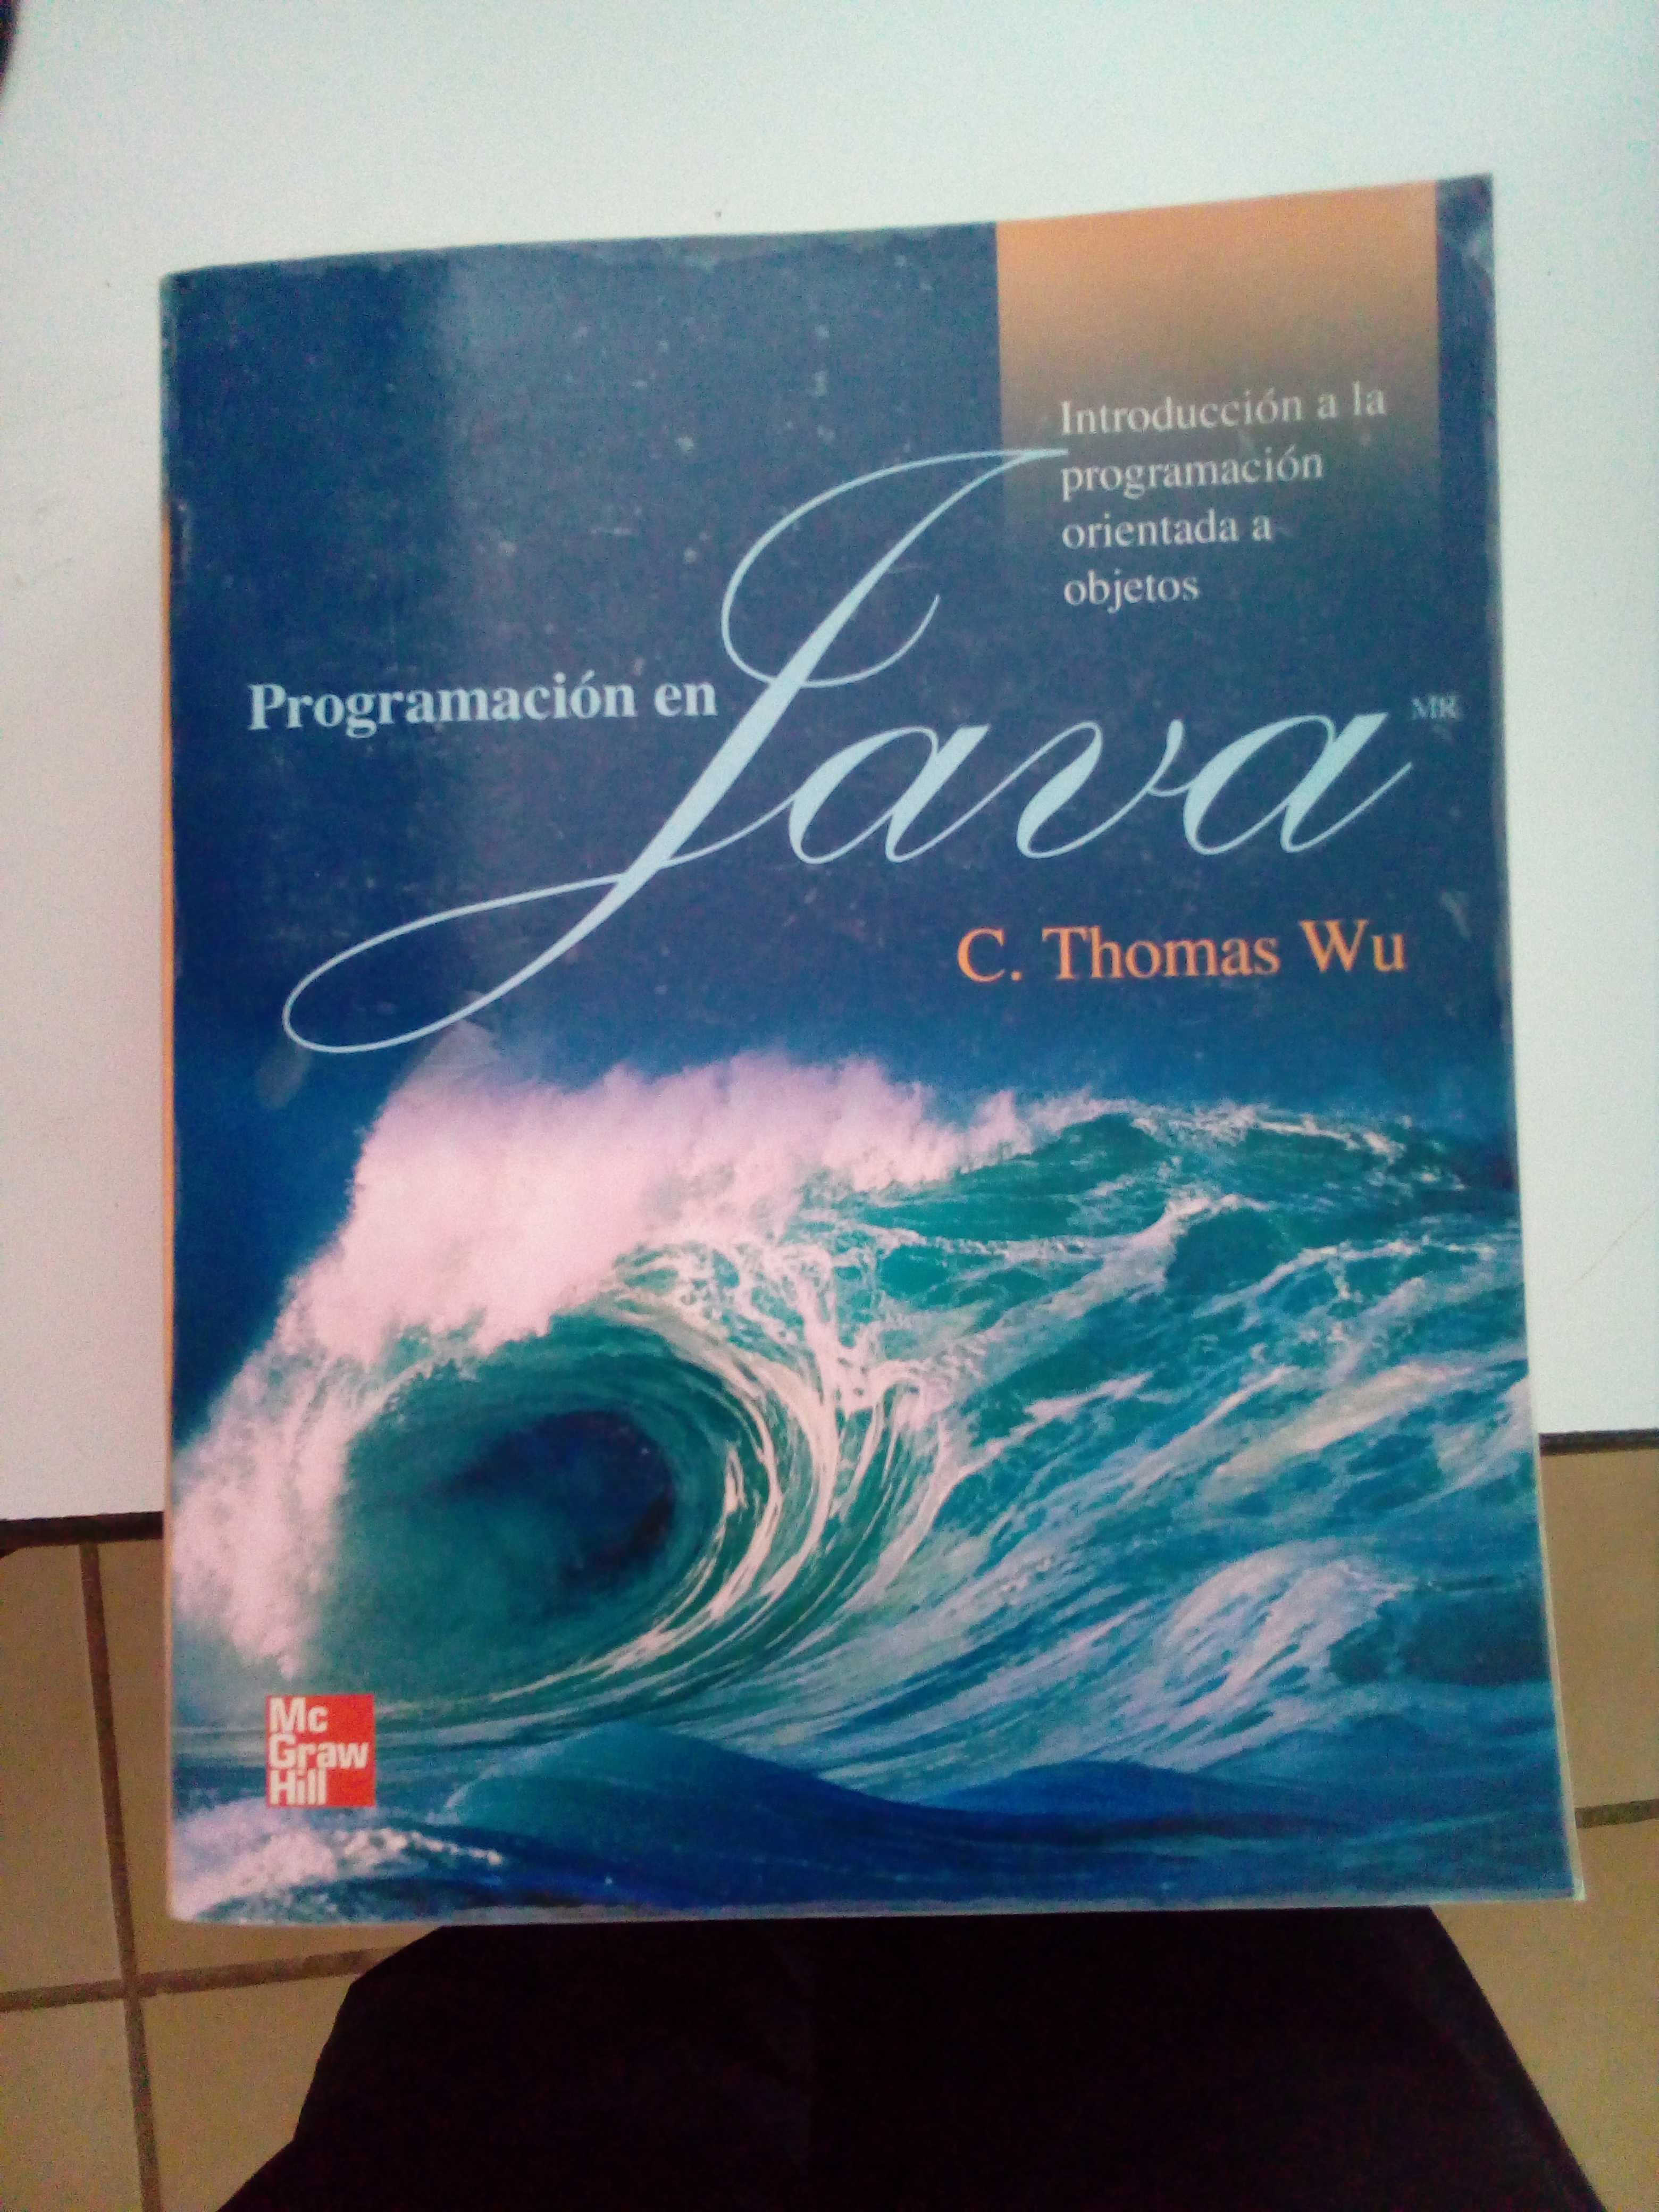 Introducción a la
programación
orientada a
objetos
Programación en
Java MR
C. Thomas Wu
Mc
Graw
Hill